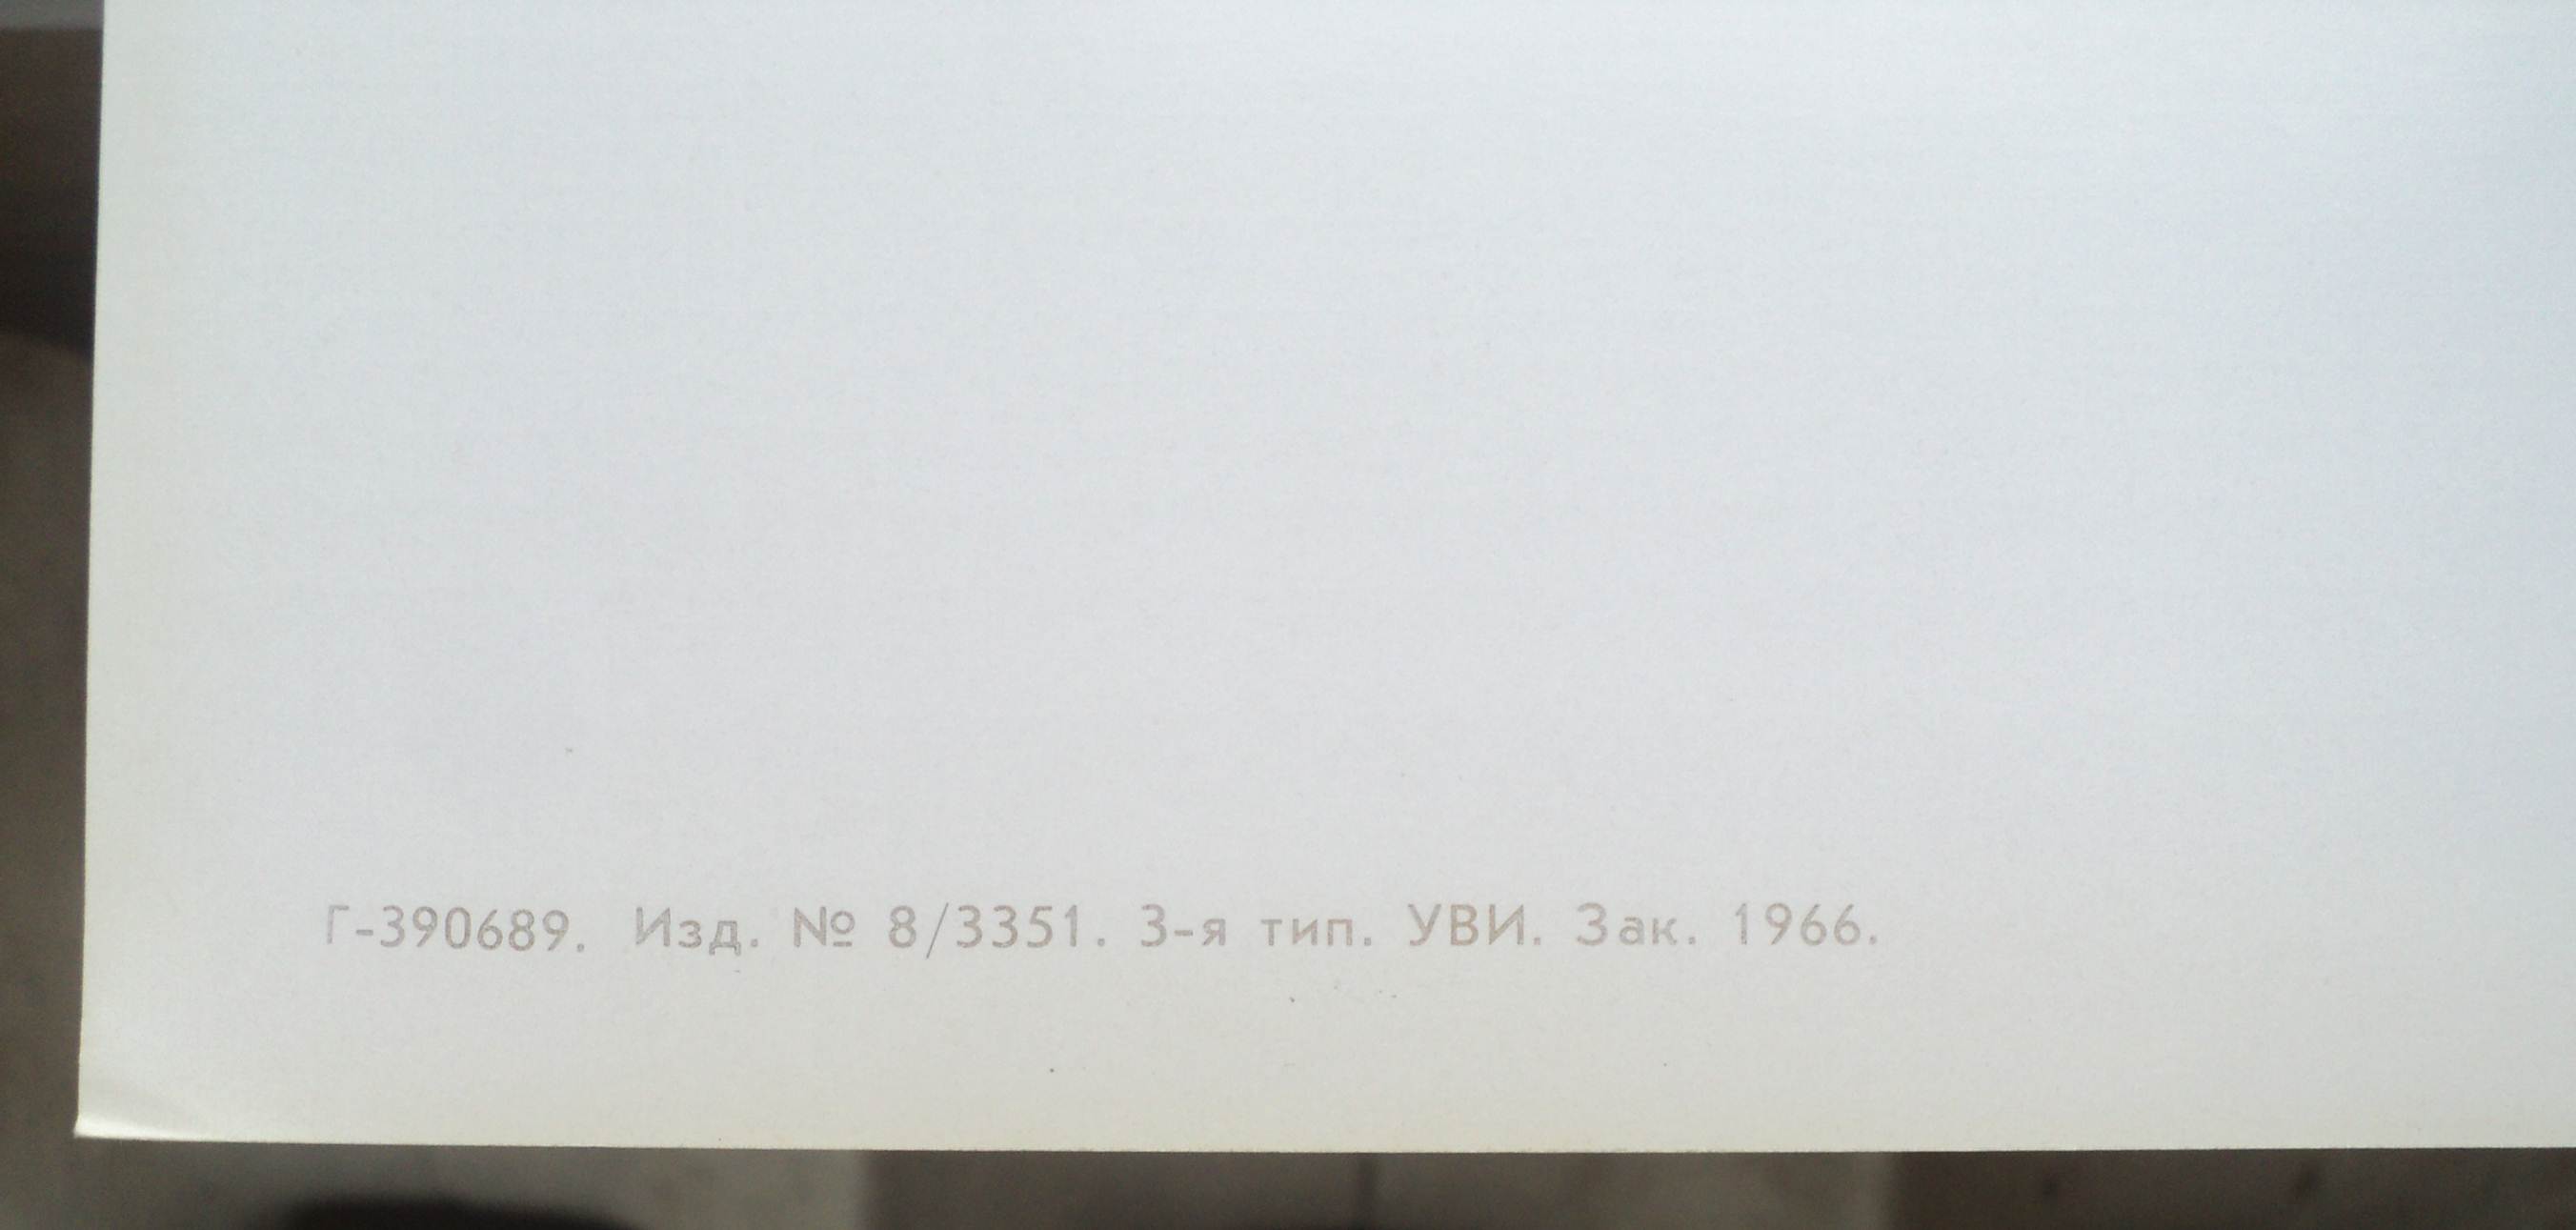 Г-390689. Изд. № 8/3351. 3-я тип. УВИ. Зак. 1966.